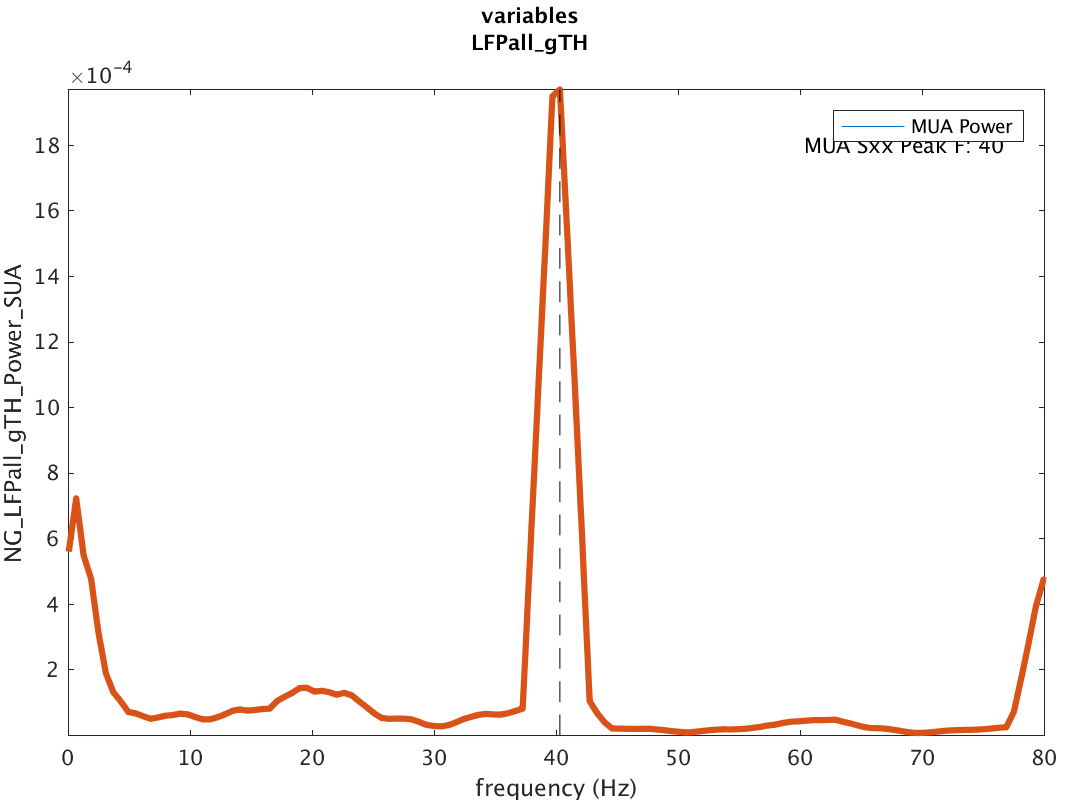 variables
LFPall_gTH
×10⁻⁴
MUA Power
MUA Sxx Peak F: 40
18
16
14
12
10
8
6
4
2
NG_LFPall_gTH_Power_SUA
0 10 20 30 40 50 60 70 80
frequency (Hz)